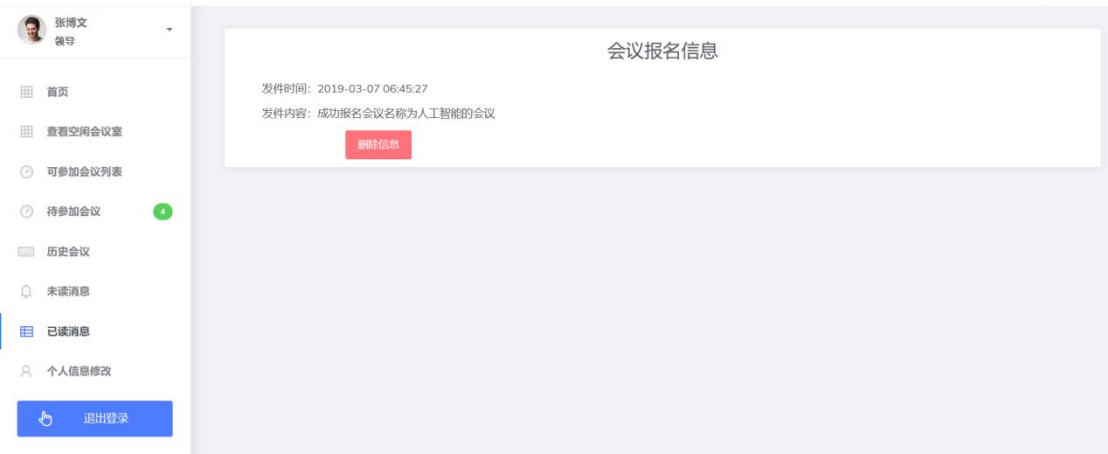 张博文
领导
首页
查看空闲会议室
可参加会议列表
待参加会议 4
历史会议
未读消息
已读消息
个人信息修改
退出登录
会议报名信息
发件时间：2019-03-07 06:45:27
发件内容：成功报名会议名称为人工智能的会议
删除信息